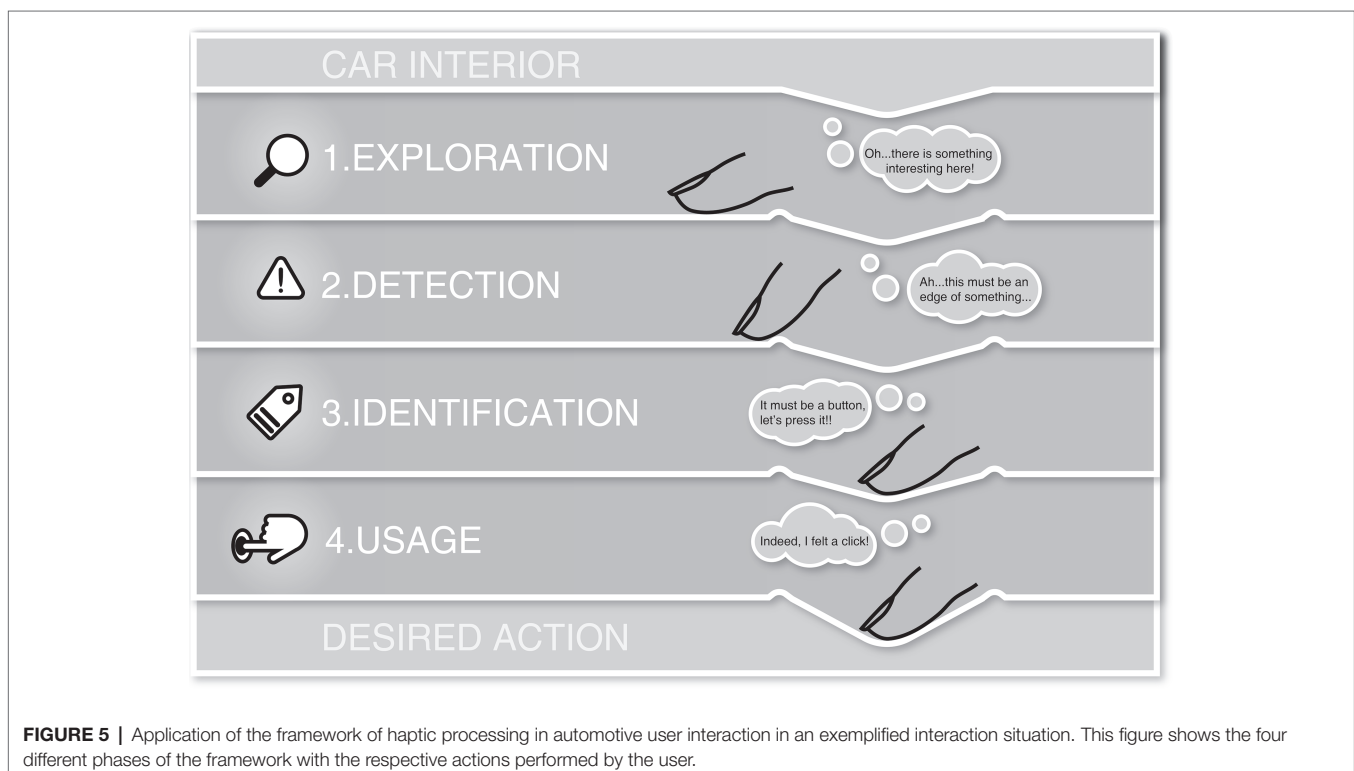 CAR INTERIOR
1.EXPLORATION
Oh...there is something
interesting here!
2.DETECTION
Ah...this must be an
edge of something...
3.IDENTIFICATION
It must be a button,
let's press it!!
4.USAGE
Indeed, I felt a click!
DESIRED ACTION
FIGURE 5 | Application of the framework of haptic processing in automotive user interaction in an exemplified interaction situation. This figure shows the four
different phases of the framework with the respective actions performed by the user.